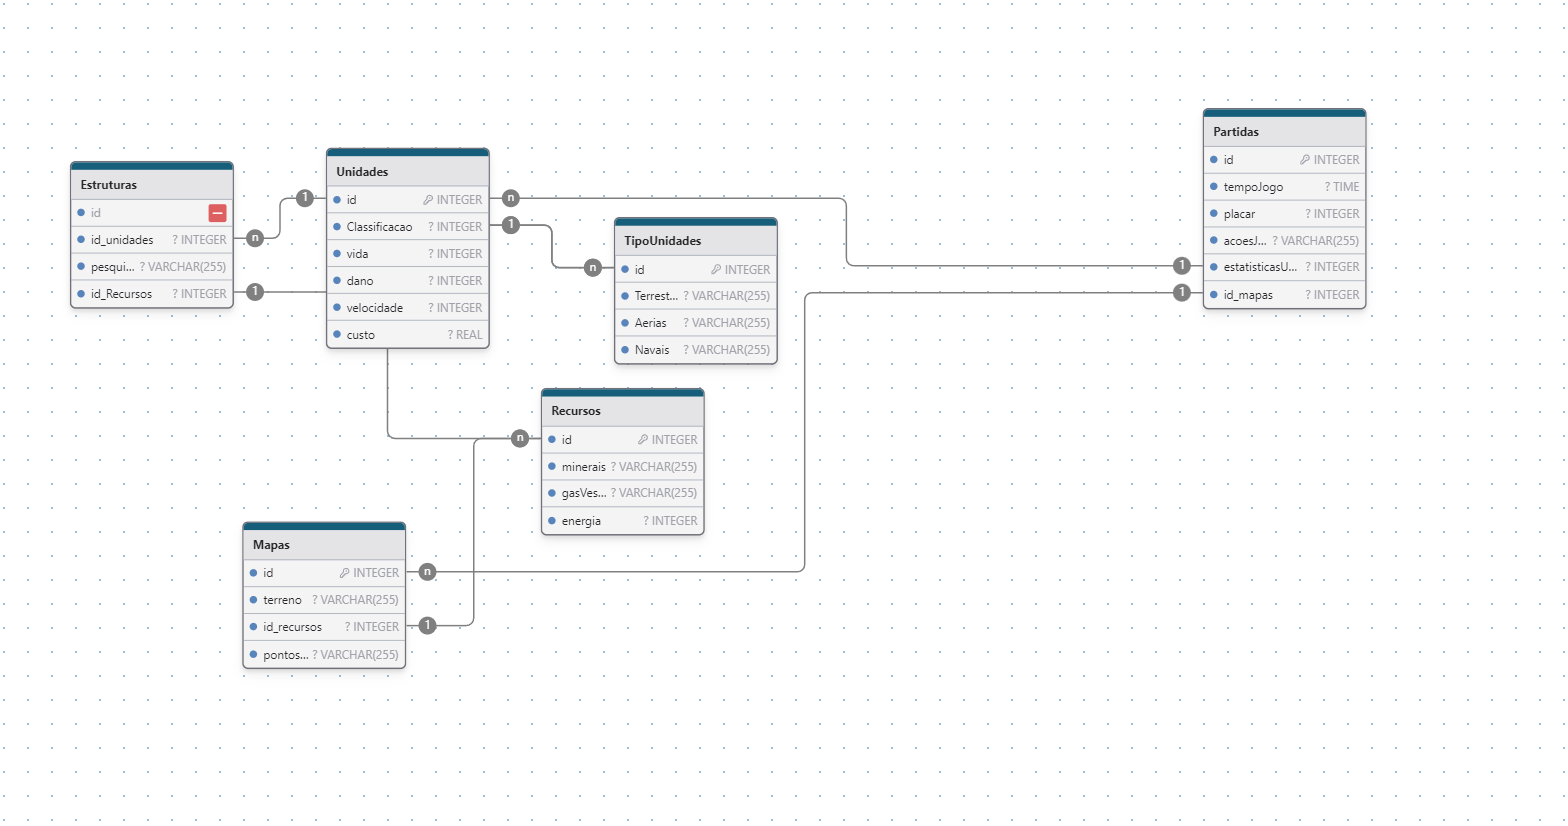 Estruturas
id
id_unidades ? INTEGER
pesqui... ? VARCHAR(255)
id_Recursos ? INTEGER
n
1
1
Unidades
id INTEGER
Classificacao ? INTEGER
vida ? INTEGER
dano ? INTEGER
velocidade ? INTEGER
custo ? REAL
n
1
n
TipoUnidades
id INTEGER
Terrest... ? VARCHAR(255)
Aerias ? VARCHAR(255)
Navais ? VARCHAR(255)
Partidas
id INTEGER
tempoJogo ? TIME
placar ? INTEGER
acoesJ... ? VARCHAR(255)
estatisticasU... ? INTEGER
id_mapas ? INTEGER
1
1
Recursos
id INTEGER
minerais ? VARCHAR(255)
gasVes... ? VARCHAR(255)
energia ? INTEGER
n
Mapas
id INTEGER
terreno ? VARCHAR(255)
id_recursos ? INTEGER
pontos... ? VARCHAR(255)
n
1